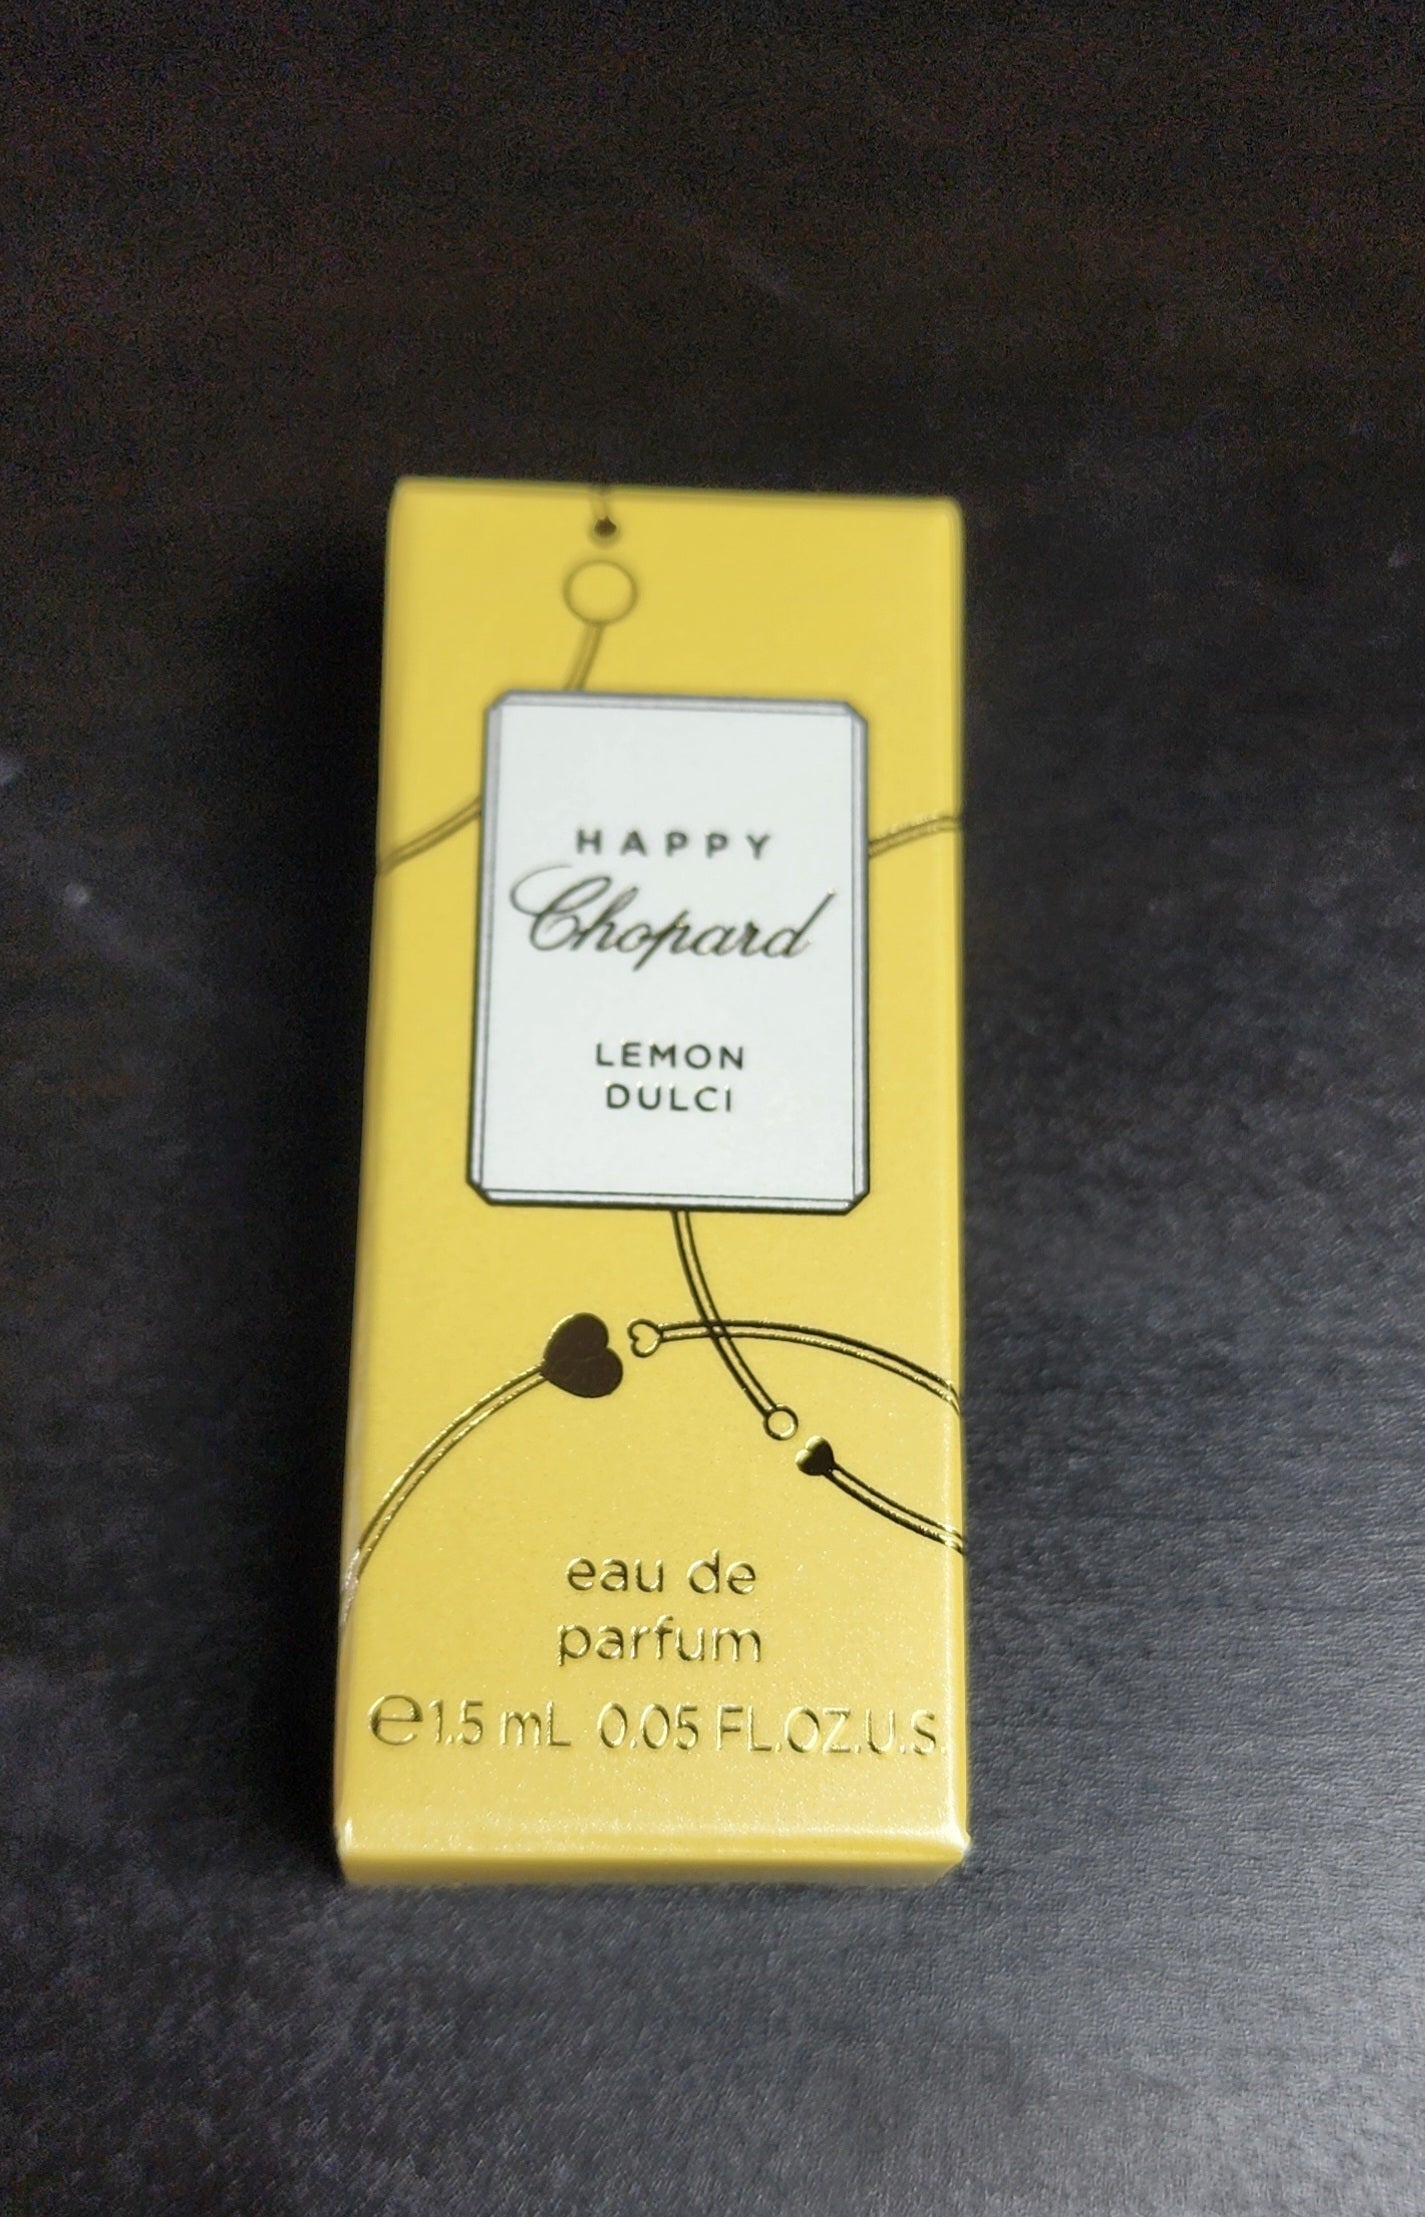 HAPPY
Chopard
LEMON
DULCI
eau de
parfum
℮1.5 mL 0.05 FL.OZ.U.S.